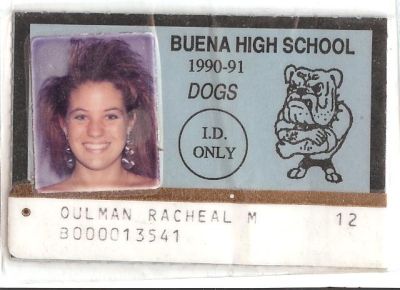 BUENA HIGH SCHOOL
1990-91
DOGS
I.D.
ONLY
OULMAN RACHEAL M 12
B000013541